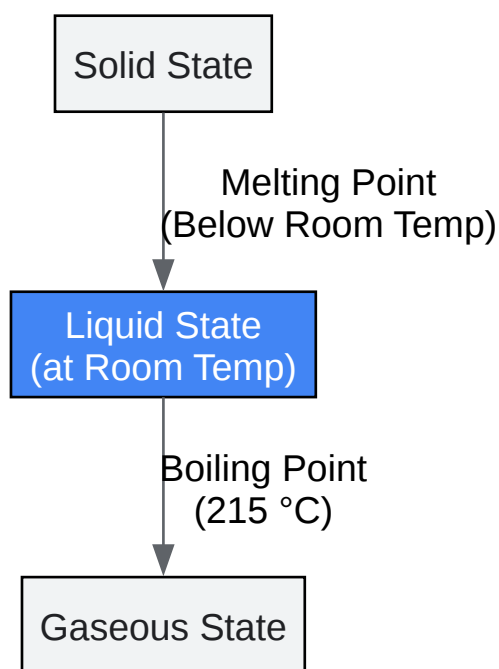 Solid State
Melting Point
(Below Room Temp)
Liquid State
(at Room Temp)
Boiling Point
(215 °C)
Gaseous State